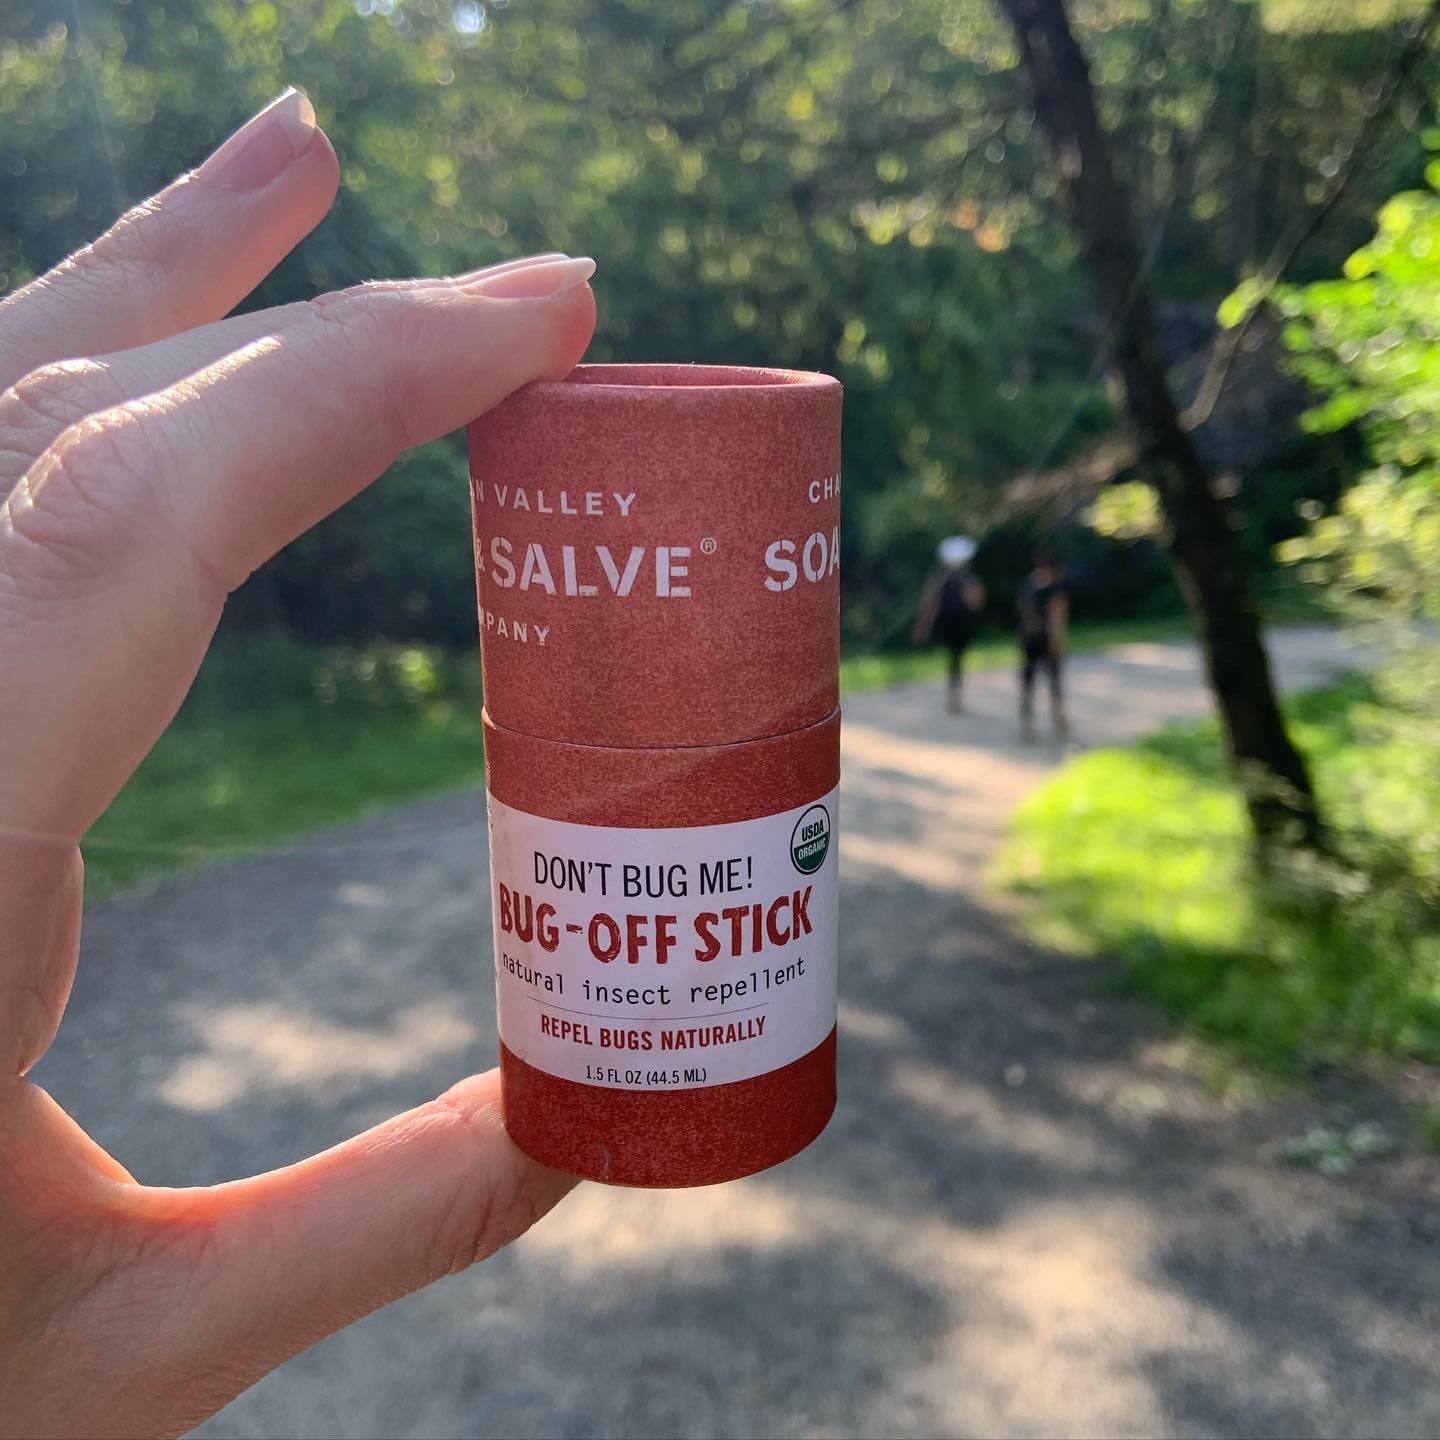 N VALLEY
& SALVE®
MPANY
CHA
SOA
USDA
ORGANIC
DON'T BUG ME!
BUG-OFF STICK
natural insect repellent
REPEL BUGS NATURALLY
1.5 FL OZ (44.5 ML)